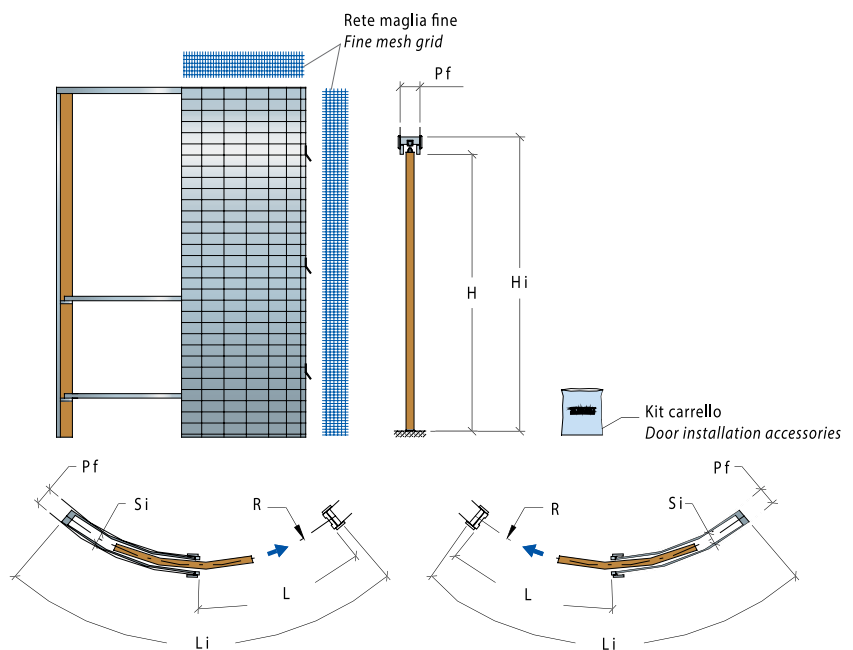 Rete maglia fine
Fine mesh grid
Pf
H
Hi
Kit carrello
Door installation accessories
Pf
Si
R
L
Li
Pf
Si
R
L
Li